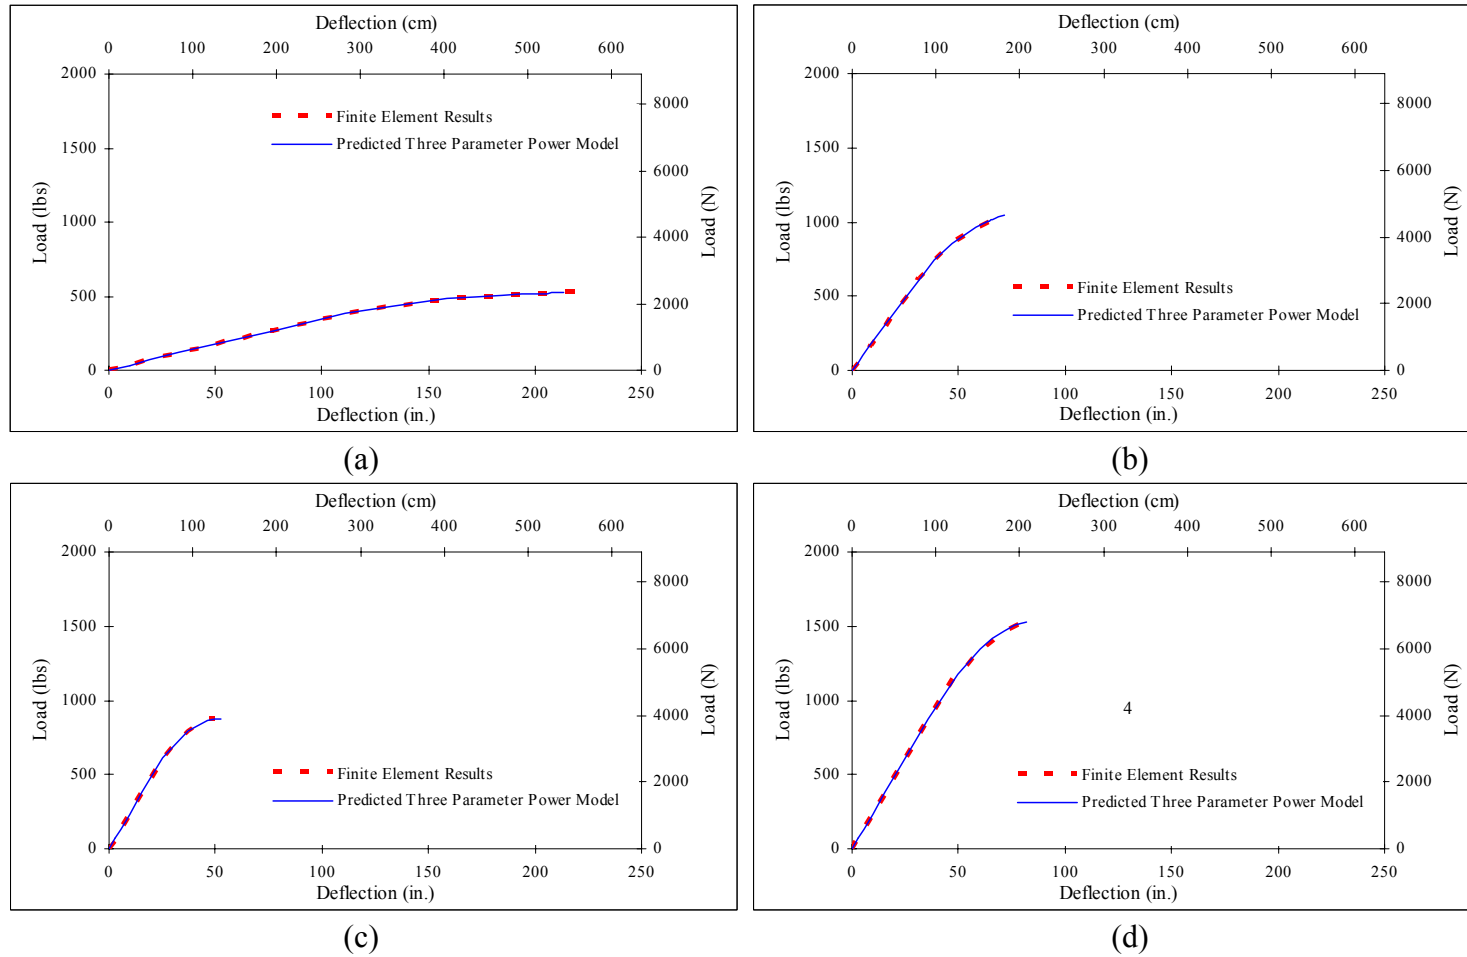 Deflection (cm)
0 100 200 300 400 500 600
2000
1500
1000
500
0
Load (lbs)
8000
6000
4000
2000
0
Load (N)
Finite Element Results
Predicted Three Parameter Power Model
0 50 100 150 200 250
Deflection (in.)
(a)
Deflection (cm)
0 100 200 300 400 500 600
2000
1500
1000
500
0
Load (lbs)
8000
6000
4000
2000
0
Load (N)
Finite Element Results
Predicted Three Parameter Power Model
0 50 100 150 200 250
Deflection (in.)
(b)
Deflection (cm)
0 100 200 300 400 500 600
2000
1500
1000
500
0
Load (lbs)
8000
6000
4000
2000
0
Load (N)
Finite Element Results
Predicted Three Parameter Power Model
0 50 100 150 200 250
Deflection (in.)
(c)
Deflection (cm)
0 100 200 300 400 500 600
2000
1500
1000
500
0
Load (lbs)
8000
6000
4000
2000
0
Load (N)
4
Finite Element Results
Predicted Three Parameter Power Model
0 50 100 150 200 250
Deflection (in.)
(d)